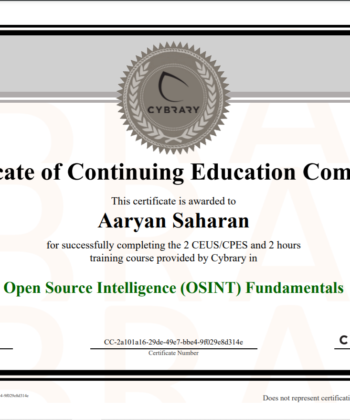 CYBRARY
cate of Continuing Education Com
This certificate is awarded to
Aaryan Saharan
for successfully completing the 2 CEUS/CPES and 2 hours
training course provided by Cybrary in
Open Source Intelligence (OSINT) Fundamentals
C
CC-2a101a16-29de-49e7-bbe4-9f029e8d314e
Certificate Number
Does not represent certificati